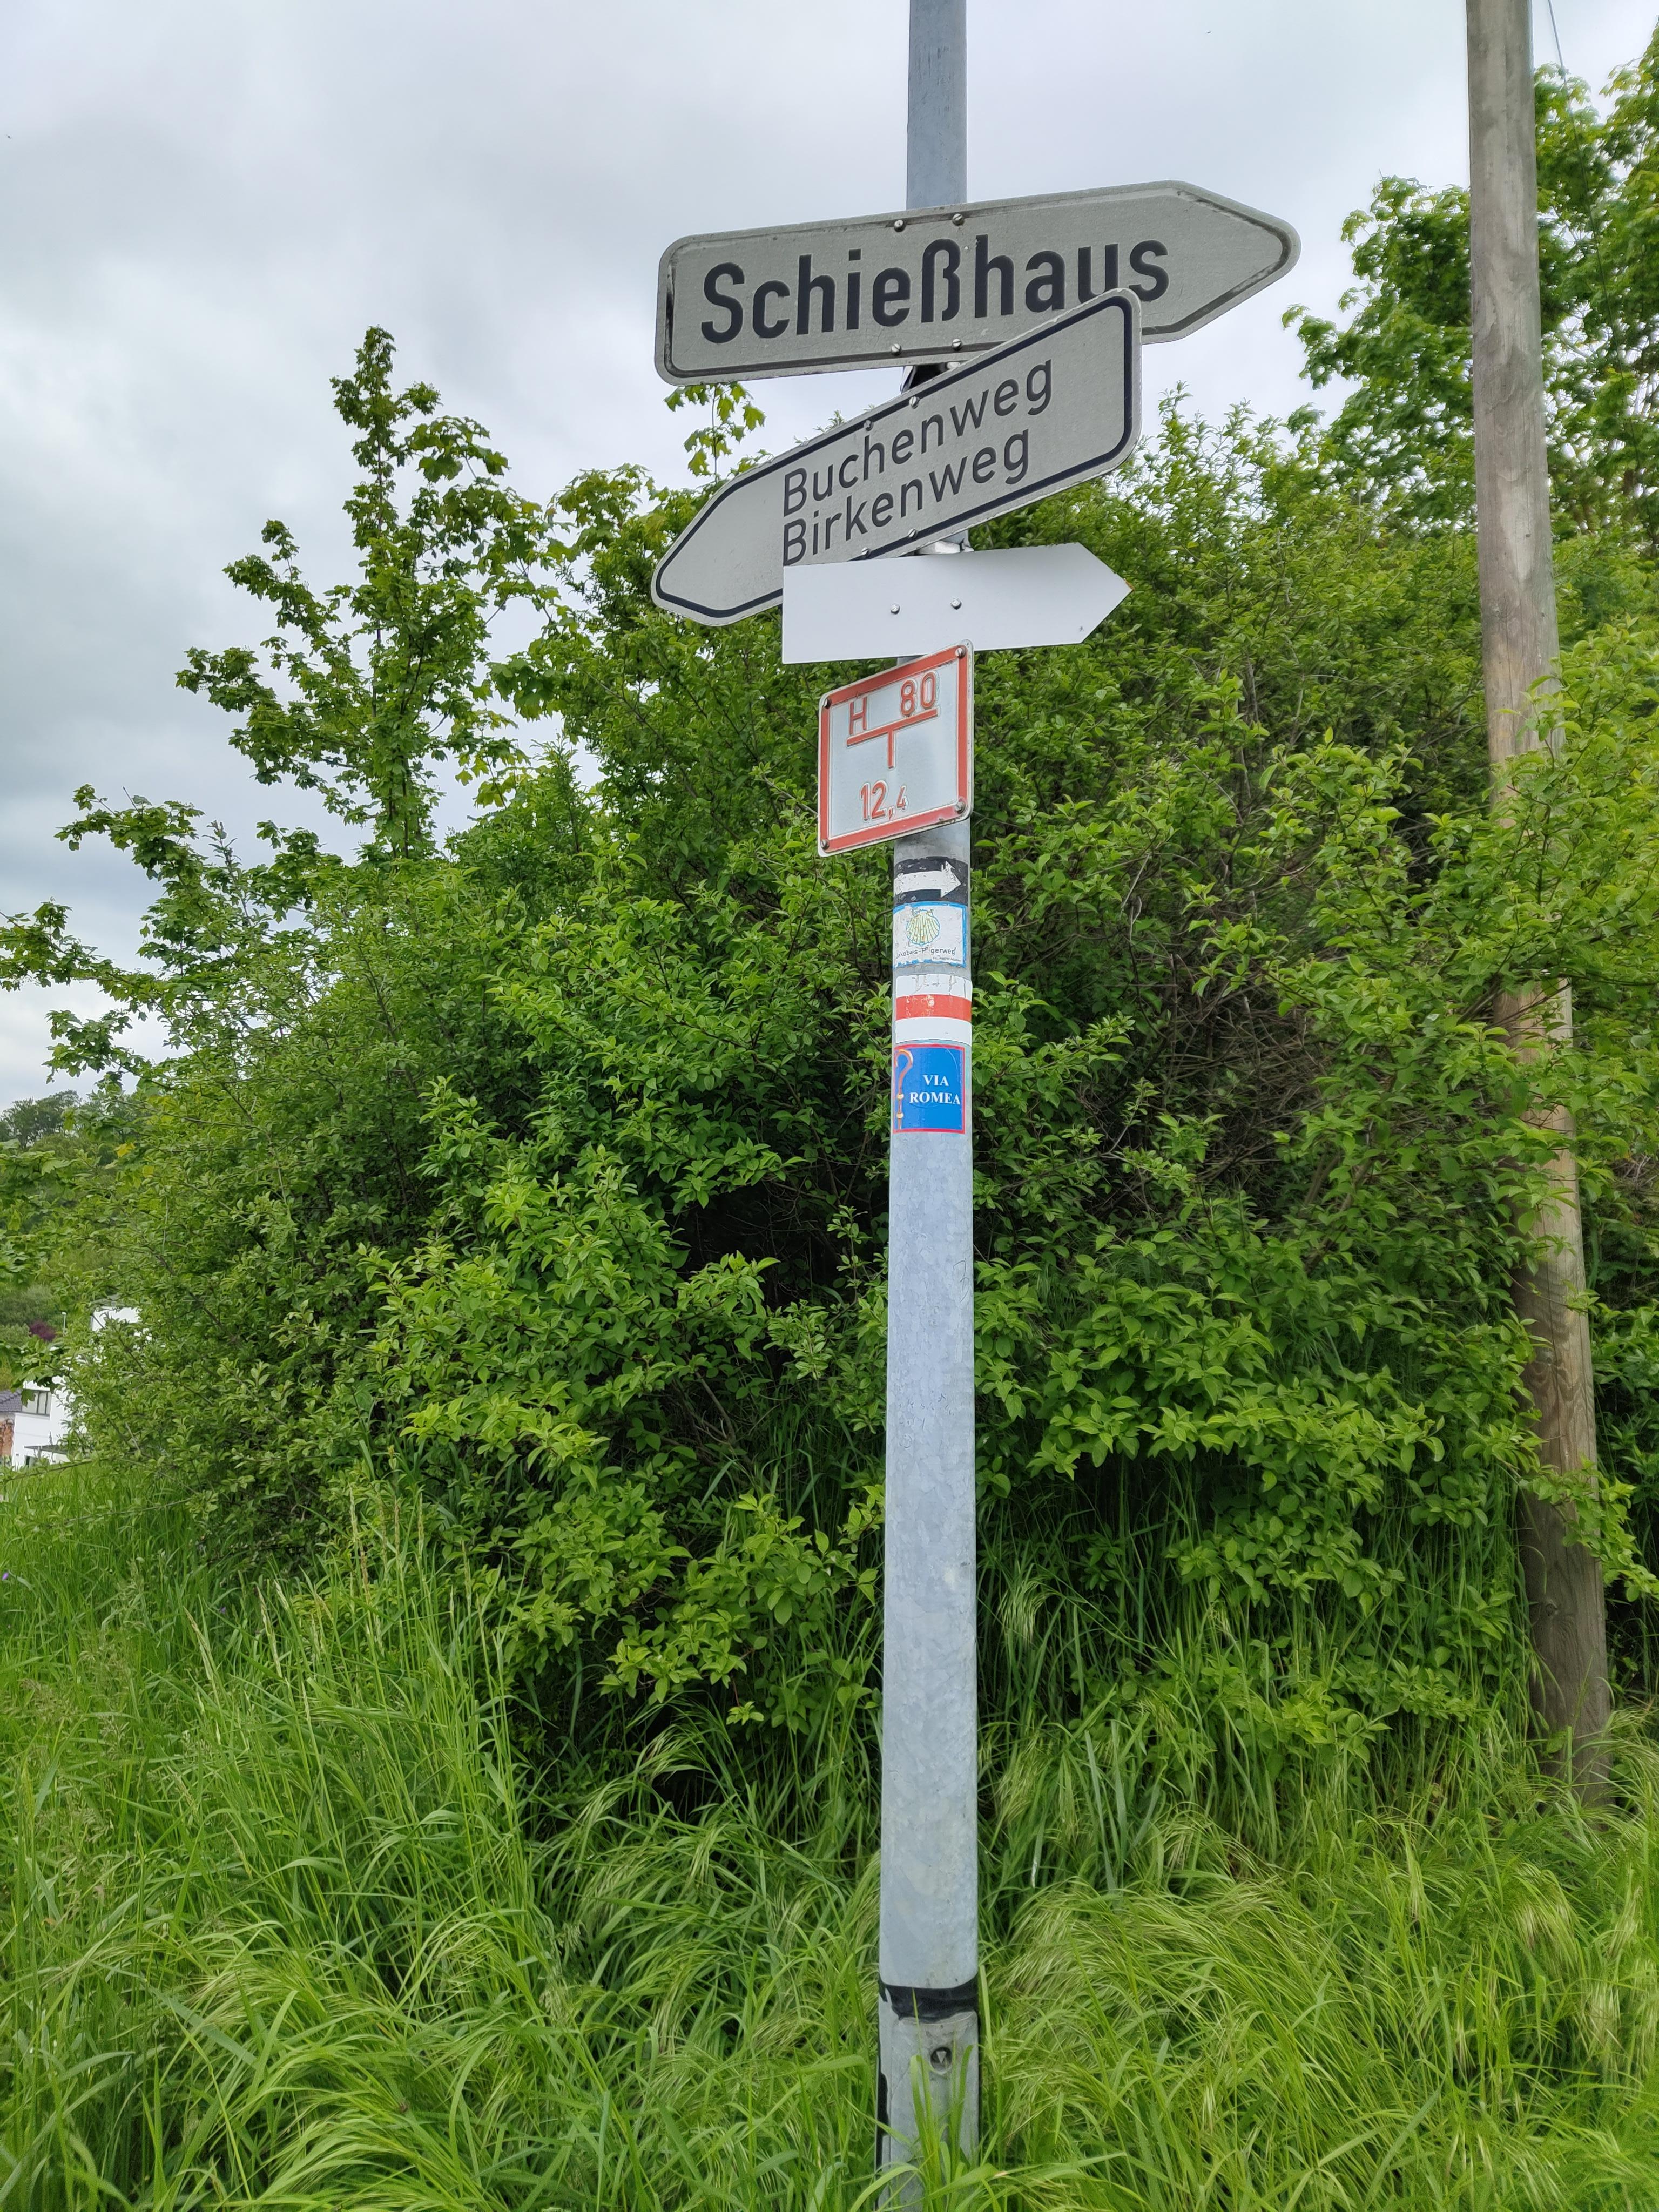 Schießhaus
Buchenweg
Birkenweg
H 80
12,4
VIA
ROMEA